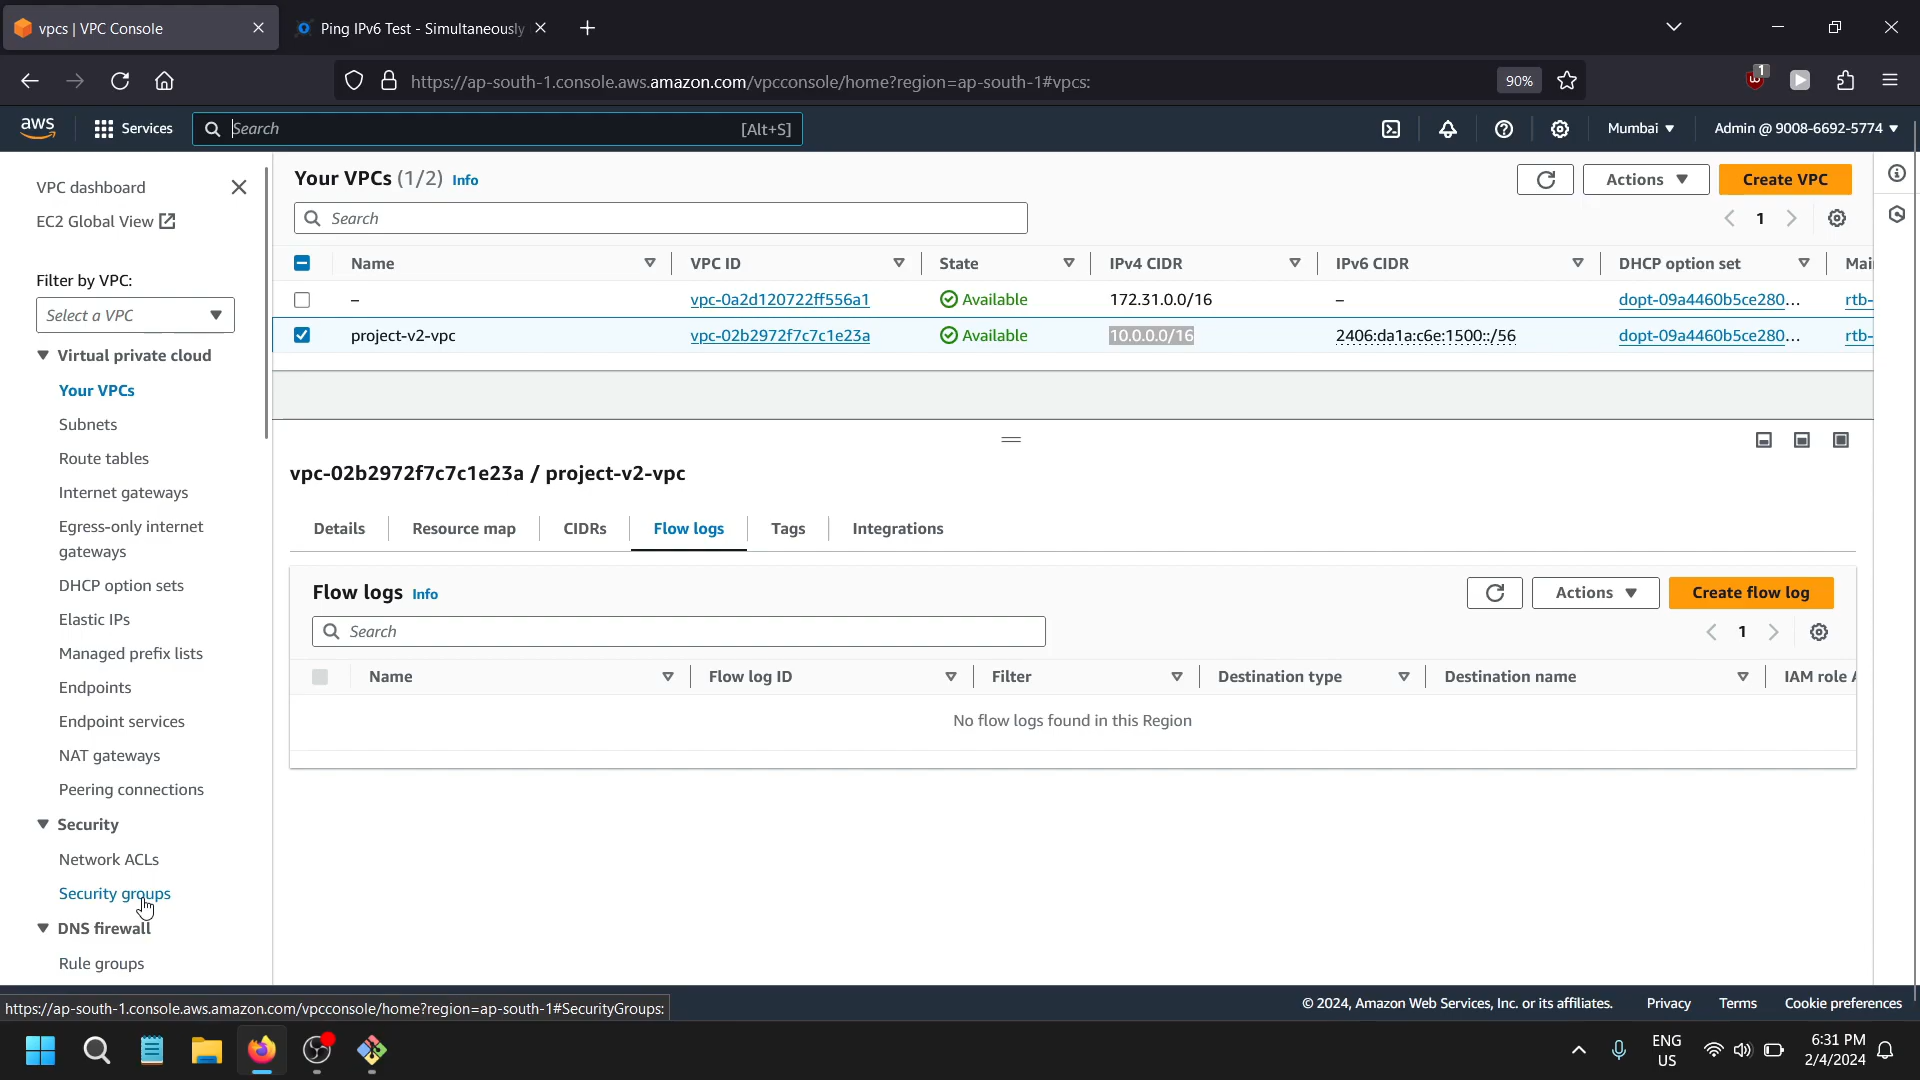 vpcs | VPC Console
Ping IPv6 Test - Simultaneously
https://ap-south-1.console.aws.amazon.com/vpcconsole/home?region=ap-south-1#vpcs:
90%
1
aws
Services
Search
[Alt+S]
Mumbai
Admin @ 9008-6692-5774
VPC dashboard
EC2 Global View
Filter by VPC:
Select a VPC
Virtual private cloud
Your VPCs
Subnets
Route tables
Internet gateways
Egress-only internet
gateways
DHCP option sets
Elastic IPs
Managed prefix lists
Endpoints
Endpoint services
NAT gateways
Peering connections
Security
Network ACLs
Security groups
DNS firewall
Rule groups
Your VPCs (1/2) Info
Actions
Create VPC
Search
1
Name VPC ID State IPv4 CIDR IPv6 CIDR DHCP option set Mai
– vpc-0a2d120722ff556a1 Available 172.31.0.0/16 – dopt-09a4460b5ce280... rtb-
project-v2-vpc vpc-02b2972f7c7c1e23a Available 10.0.0.0/16 2406:da1a:c6e:1500::/56 dopt-09a4460b5ce280... rtb-
vpc-02b2972f7c7c1e23a / project-v2-vpc
Details Resource map CIDRs Flow logs Tags Integrations
Flow logs Info
Actions
Create flow log
Search
1
Name Flow log ID Filter Destination type Destination name IAM role A
No flow logs found in this Region
https://ap-south-1.console.aws.amazon.com/vpcconsole/home?region=ap-south-1#SecurityGroups:
© 2024, Amazon Web Services, Inc. or its affiliates. Privacy Terms Cookie preferences
ENG
US
6:31 PM
2/4/2024